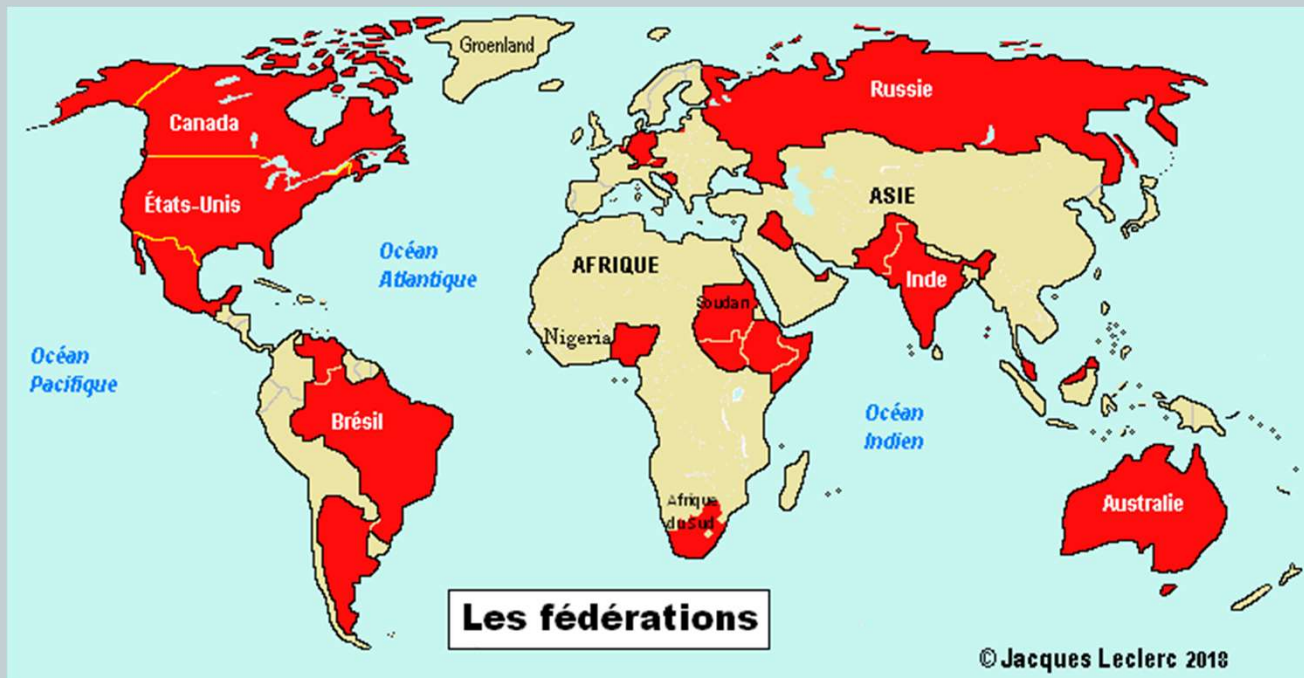 Groenland
Russie
Canada
ASIE
États-Unis
Océan
Atlantique
AFRIQUE
Inde
Soudan
Nigeria
Océan
Pacifique
Brésil
Océan
Indien
Afrique
du Sud
Australie
Les fédérations
© Jacques Leclerc 2018